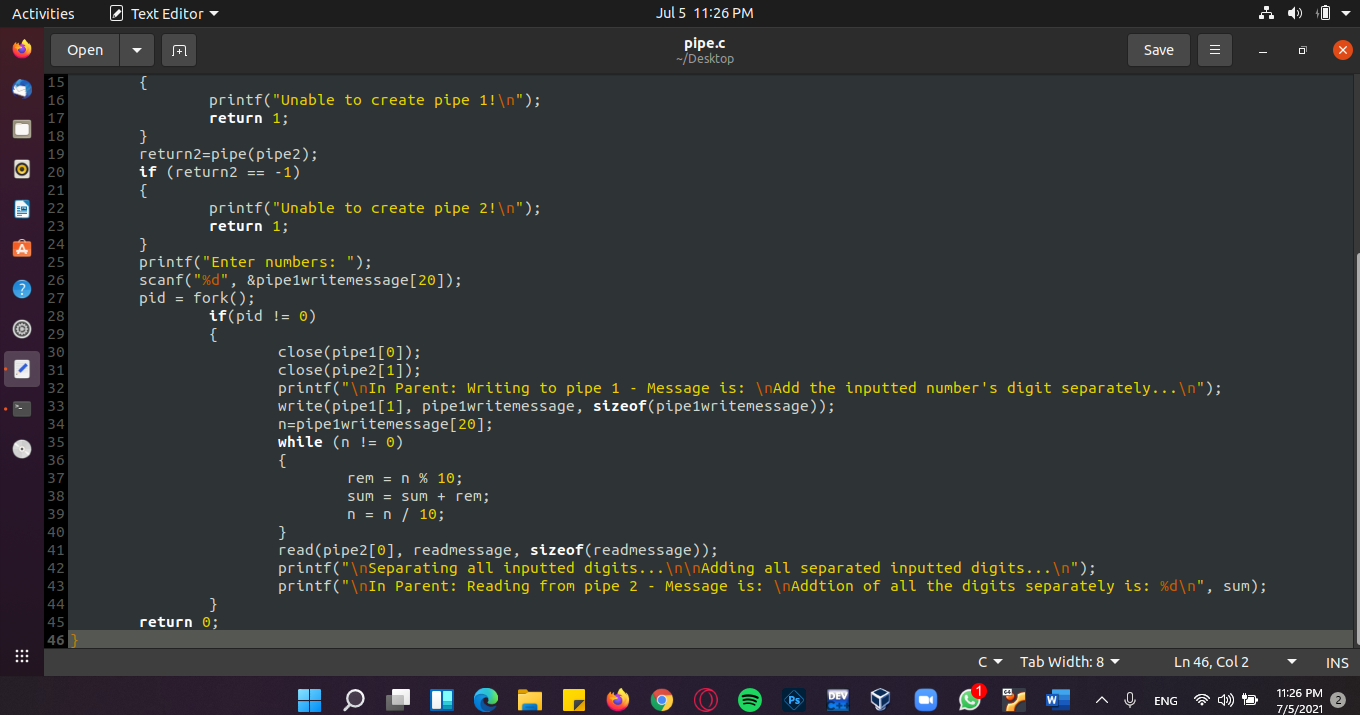 Activities Text Editor Jul 5 11:26 PM
Open pipe.c Save
~/Desktop
15 {
16 printf("Unable to create pipe 1!\n");
17 return 1;
18 }
19 return2=pipe(pipe2);
20 if (return2 == -1)
21 {
22 printf("Unable to create pipe 2!\n");
23 return 1;
24 }
25 printf("Enter numbers: ");
26 scanf("%d", &pipe1writemessage[20]);
27 pid = fork();
28 if(pid != 0)
29 {
30 close(pipe1[0]);
31 close(pipe2[1]);
32 printf("\nIn Parent: Writing to pipe 1 - Message is: \nAdd the inputted number's digit separately...\n");
33 write(pipe1[1], pipe1writemessage, sizeof(pipe1writemessage));
34 n=pipe1writemessage[20];
35 while (n != 0)
36 {
37 rem = n % 10;
38 sum = sum + rem;
39 n = n / 10;
40 }
41 read(pipe2[0], readmessage, sizeof(readmessage));
42 printf("\nSeparating all inputted digits...\n\nAdding all separated inputted digits...\n");
43 printf("\nIn Parent: Reading from pipe 2 - Message is: \nAddtion of all the digits separately is: %d\n", sum);
44 }
45 return 0;
46 }
C Tab Width: 8 Ln 46, Col 2 INS
Ps DEV W 1 ENG 11:26 PM 2
7/5/2021